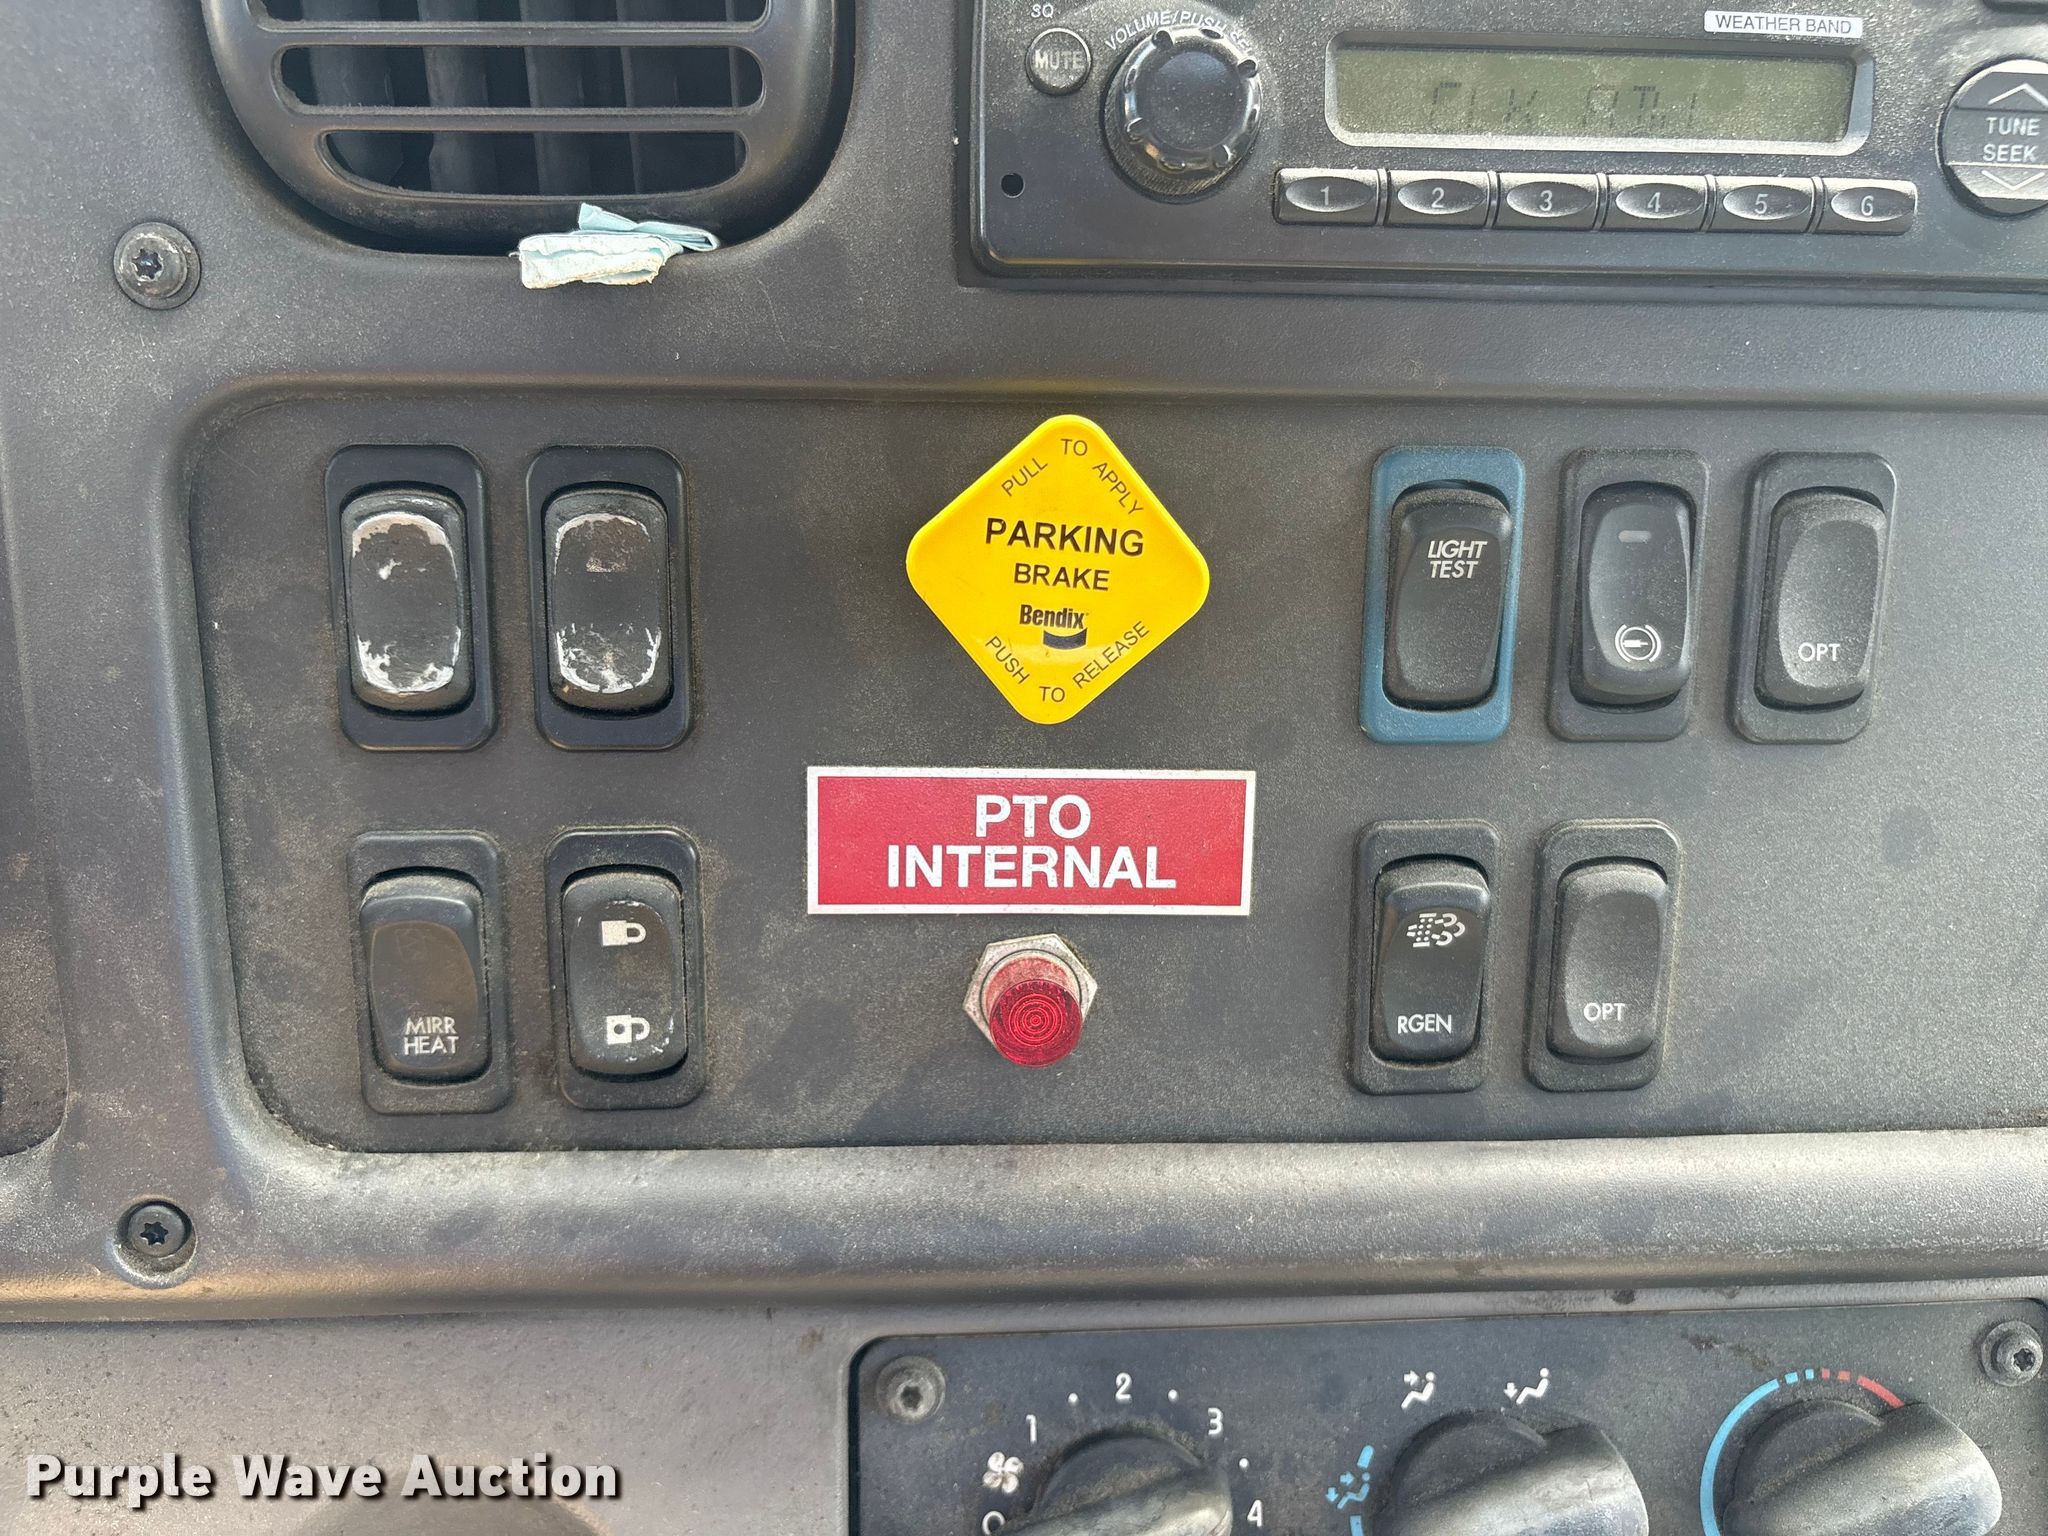 SQ
MUTE
VOLUME/PUSH
WEATHER BAND
TUNE
SEEK
1 2 3 4 5 6
PULL TO APPLY
PARKING
BRAKE
Bendix
PUSH TO RELEASE
LIGHT
TEST
OPT
PTO
INTERNAL
MIRR
HEAT
RGEN
OPT
0 1 2 3 4
Purple Wave Auction